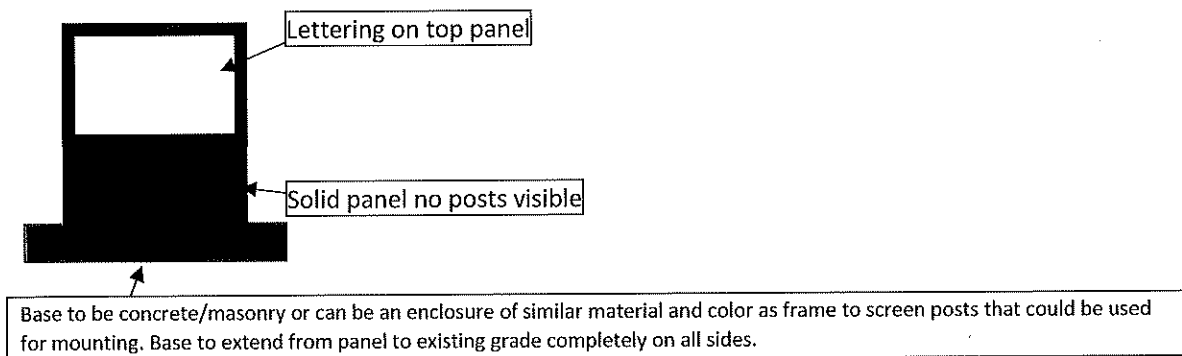 Lettering on top panel
Solid panel no posts visible
Base to be concrete/masonry or can be an enclosure of similar material and color as frame to screen posts that could be used
for mounting. Base to extend from panel to existing grade completely on all sides.